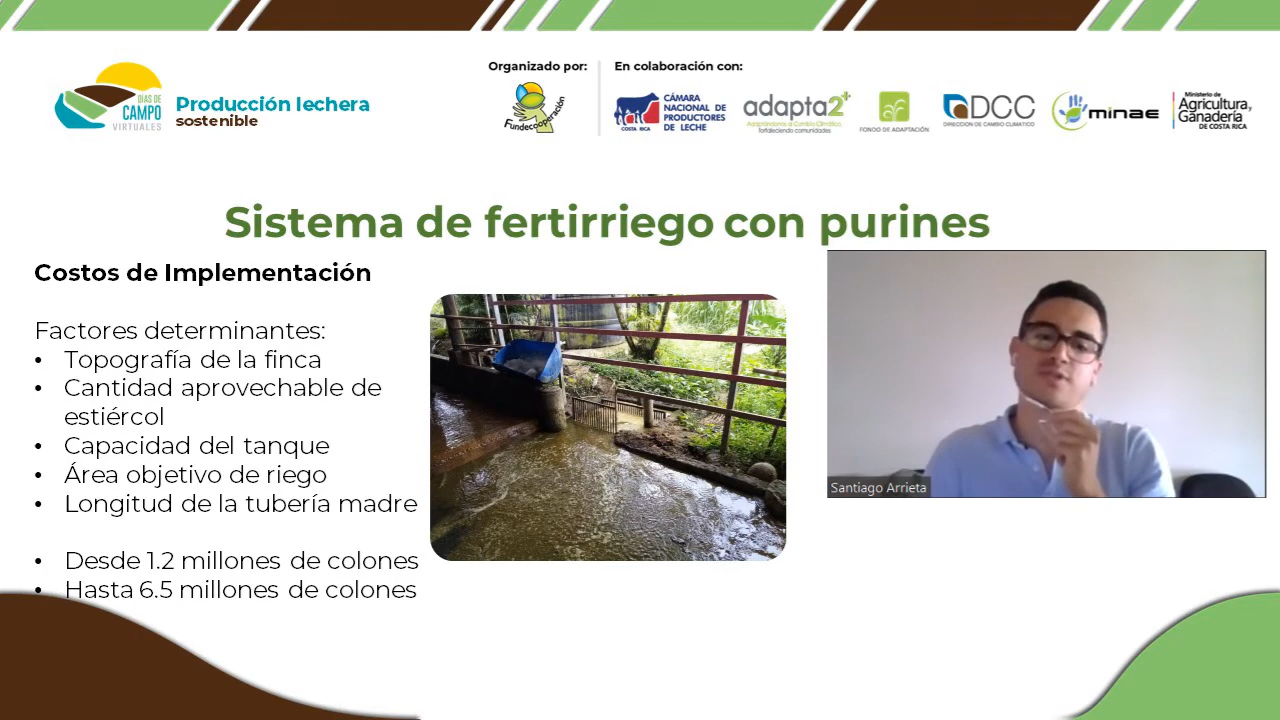 DÍAS DE
CAMPO
VIRTUALES
Producción lechera
sostenible
Organizado por:
Fundecooperación
En colaboración con:
CÁMARA
NACIONAL DE
PRODUCTORES
DE LECHE
COSTA RICA
adapta2+
Adaptándonos al Cambio Climático,
fortaleciendo comunidades
FONDO DE ADAPTACIÓN
DCC
DIRECCIÓN DE CAMBIO CLIMÁTICO
minae
Ministerio de
Agricultura y
Ganadería
DE COSTA RICA
Sistema de fertirriego con purines
Costos de Implementación
Factores determinantes:
• Topografía de la finca
• Cantidad aprovechable de
estiércol
• Capacidad del tanque
• Área objetivo de riego
• Longitud de la tubería madre
• Desde 1.2 millones de colones
• Hasta 6.5 millones de colones
Santiago Arrieta